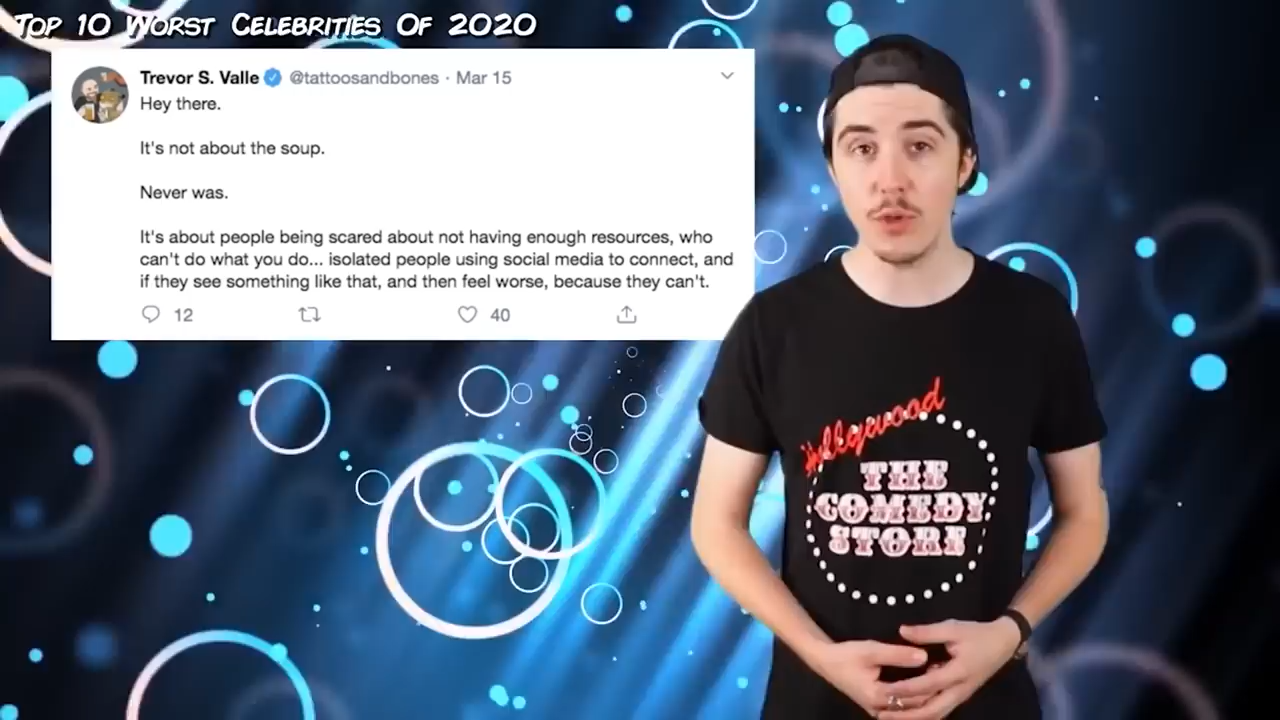 Top 10 Worst Celebrities Of 2020
Trevor S. Valle @tattoosandbones · Mar 15
Hey there.
It's not about the soup.
Never was.
It's about people being scared about not having enough resources, who
can't do what you do... isolated people using social media to connect, and
if they see something like that, and then feel worse, because they can't.
12 40
Hollywood
THE
COMEDY
STORE